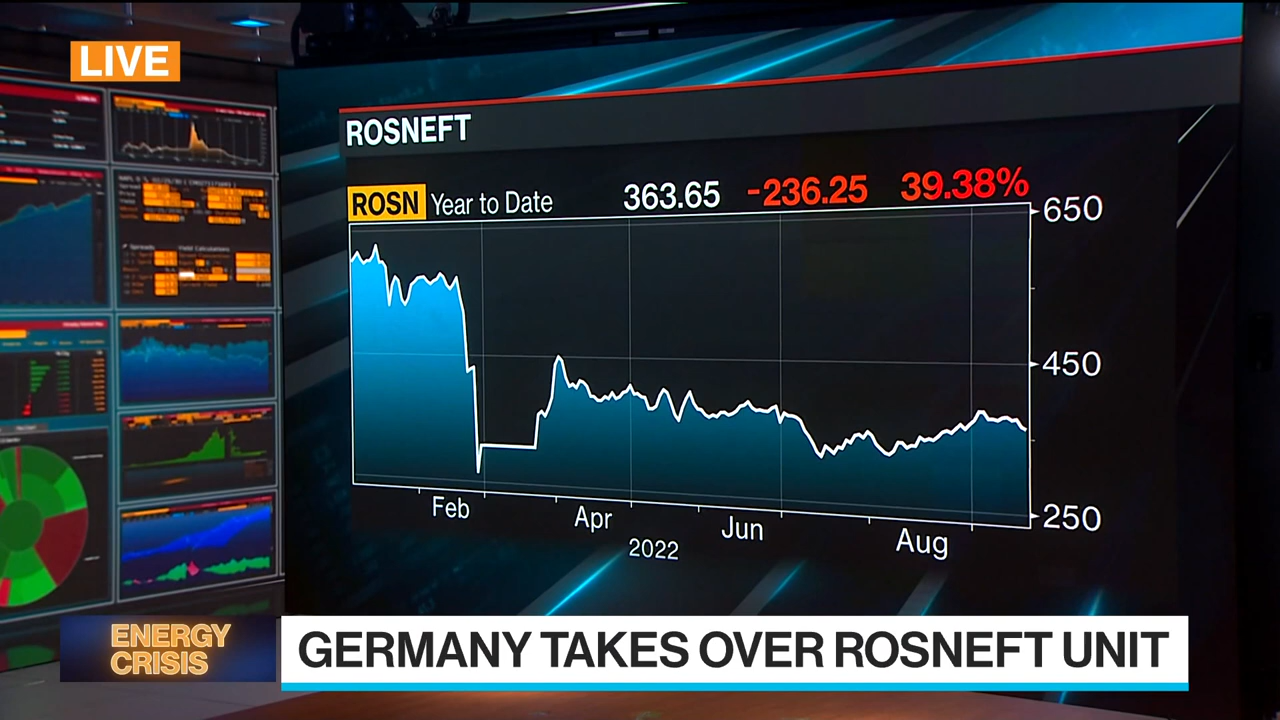 LIVE
ROSNEFT
ROSN Year to Date 363.65 -236.25 39.38%
650
450
250
Feb Apr Jun Aug
2022
ENERGY
CRISIS
GERMANY TAKES OVER ROSNEFT UNIT